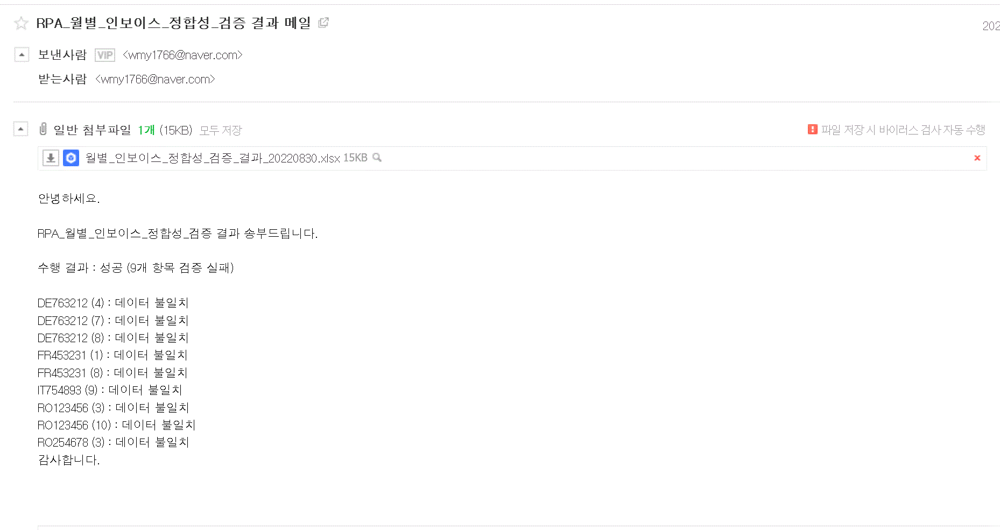 RPA_월별_인보이스_정합성_검증 결과 메일
202
보낸사람 VIP <wmy1766@naver.com>
받는사람 <wmy1766@naver.com>
일반 첨부파일 1개 (15KB) 모두 저장
파일 저장 시 바이러스 검사 자동 수행
월별_인보이스_정합성_검증_결과_20220830.xlsx 15KB
안녕하세요.
RPA_월별_인보이스_정합성_검증 결과 송부드립니다.
수행 결과 : 성공 (9개 항목 검증 실패)
DE763212 (4) : 데이터 불일치
DE763212 (7) : 데이터 불일치
DE763212 (8) : 데이터 불일치
FR453231 (1) : 데이터 불일치
FR453231 (8) : 데이터 불일치
IT754893 (9) : 데이터 불일치
RO123456 (3) : 데이터 불일치
RO123456 (10) : 데이터 불일치
RO254678 (3) : 데이터 불일치
감사합니다.